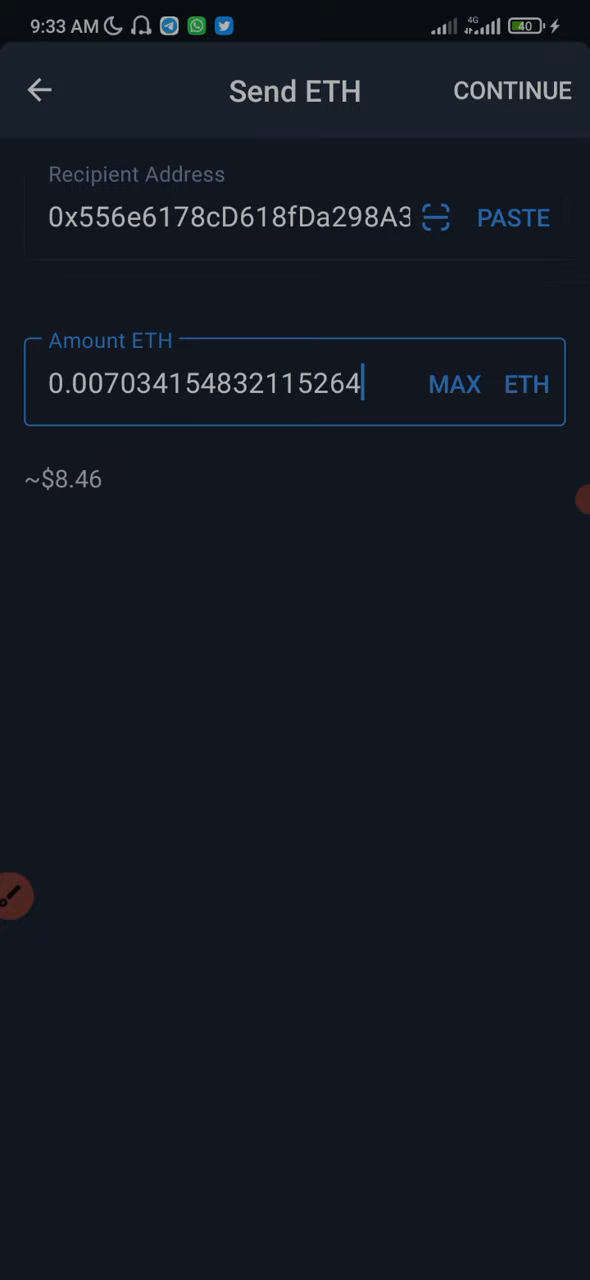 9:33 AM 4G 40
Send ETH CONTINUE
Recipient Address
0x556e6178cD618fDa298A3 PASTE
Amount ETH
0.007034154832115264 MAX ETH
~$8.46